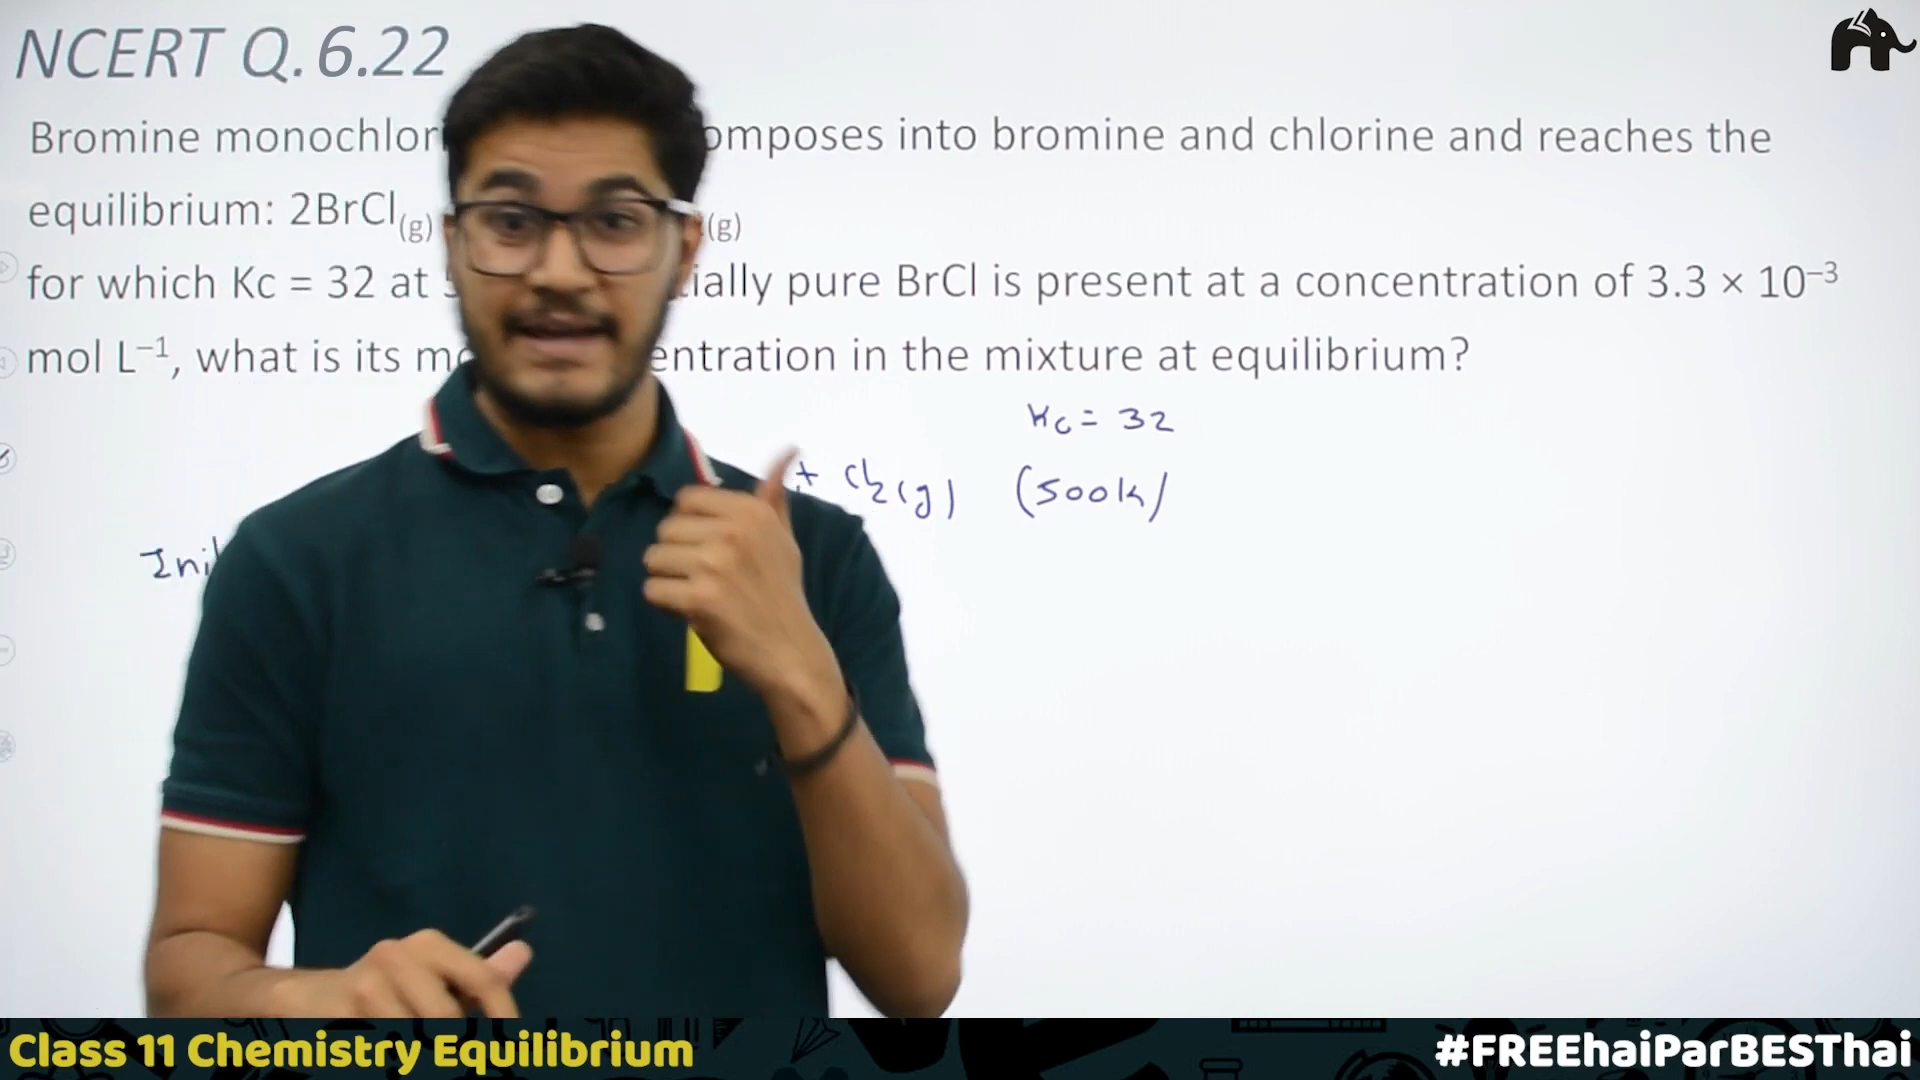 NCERT Q. 6.22
Bromine monochlor omposes into bromine and chlorine and reaches the
equilibrium: 2BrCl(g) (g)
for which Kc = 32 at ially pure BrCl is present at a concentration of 3.3 × 10⁻³
mol L⁻¹, what is its mo entration in the mixture at equilibrium?
Kc = 32
+ Cl2(g) (500K)
Ini
Class 11 Chemistry Equilibrium
#FREEhaiParBESThai